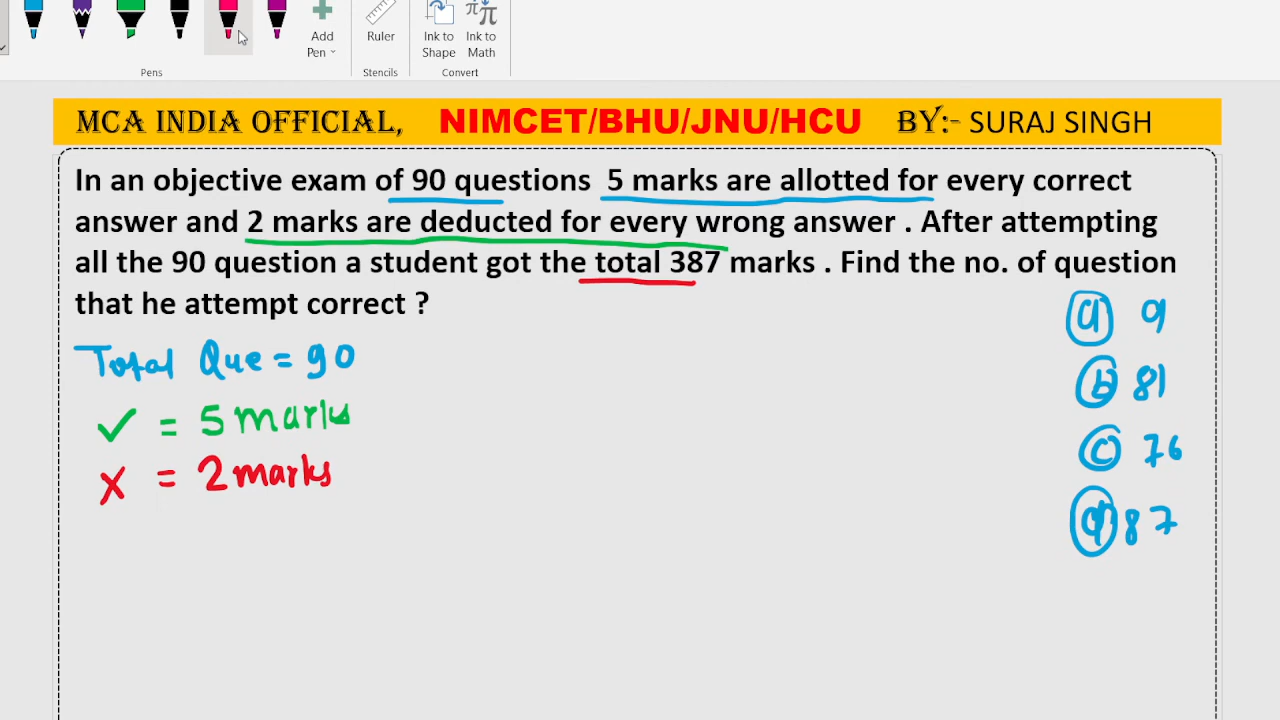 Add
Pen
Ruler
Ink to
Shape
Ink to
Math
Pens
Stencils
Convert
MCA INDIA OFFICIAL, NIMCET/BHU/JNU/HCU BY:- SURAJ SINGH
In an objective exam of 90 questions 5 marks are allotted for every correct
answer and 2 marks are deducted for every wrong answer . After attempting
all the 90 question a student got the total 387 marks . Find the no. of question
that he attempt correct ?
a 9
Total Que = 90
b 81
✓ = 5 marks
c 76
x = 2 marks
d 87